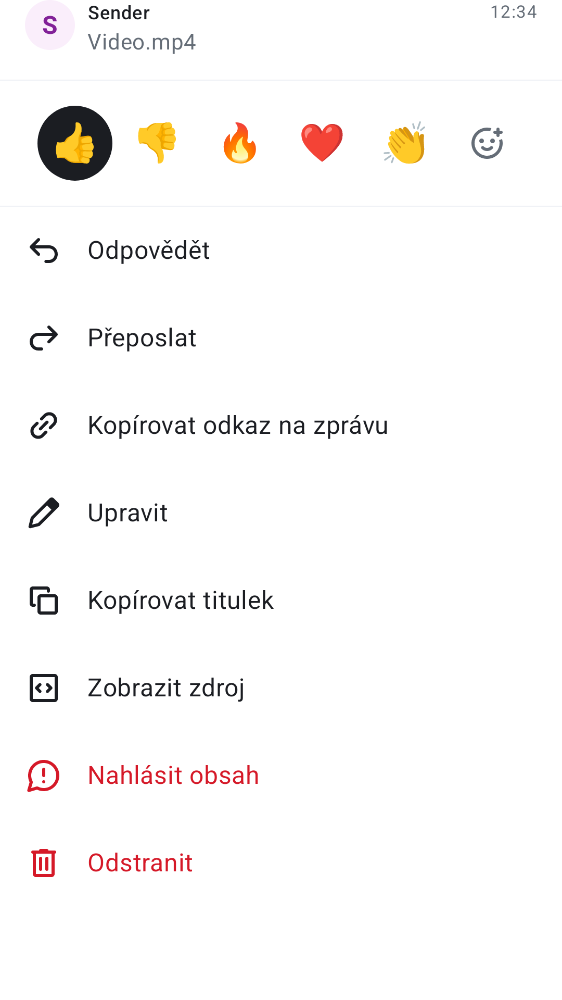 S
Sender
12:34
Video.mp4
Odpovědět
Přeposlat
Kopírovat odkaz na zprávu
Upravit
Kopírovat titulek
Zobrazit zdroj
Nahlásit obsah
Odstranit